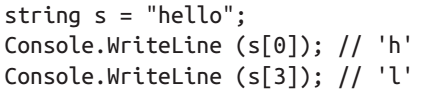 string s = "hello";
Console.WriteLine (s[0]); // 'h'
Console.WriteLine (s[3]); // 'l'